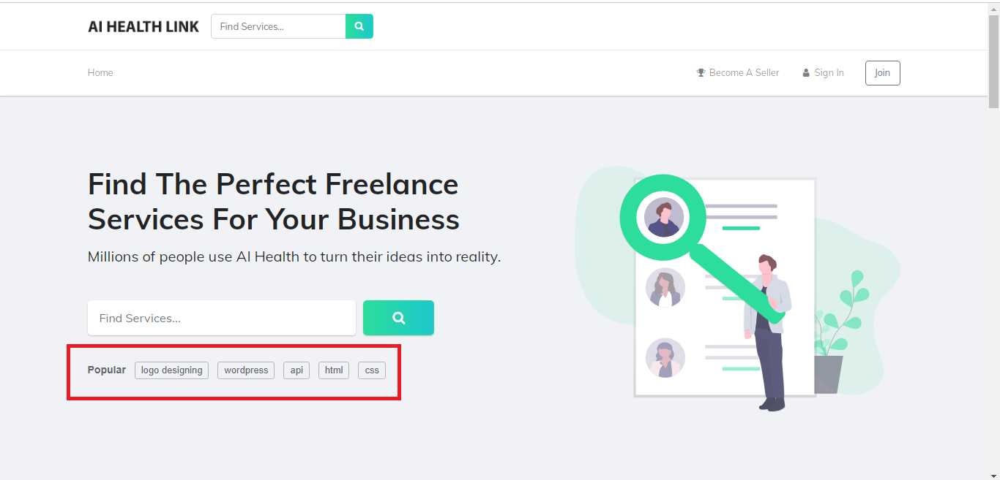 AI HEALTH LINK
Find Services...
Home
Become A Seller
Sign In
Join
Find The Perfect Freelance
Services For Your Business
Millions of people use AI Health to turn their ideas into reality.
Find Services...
Popular logo designing wordpress api html css